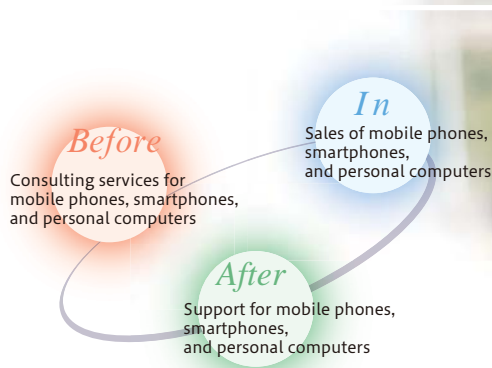 Before
Consulting services for
mobile phones, smartphones,
and personal computers
In
Sales of mobile phones,
smartphones,
and personal computers
After
Support for mobile phones,
smartphones,
and personal computers